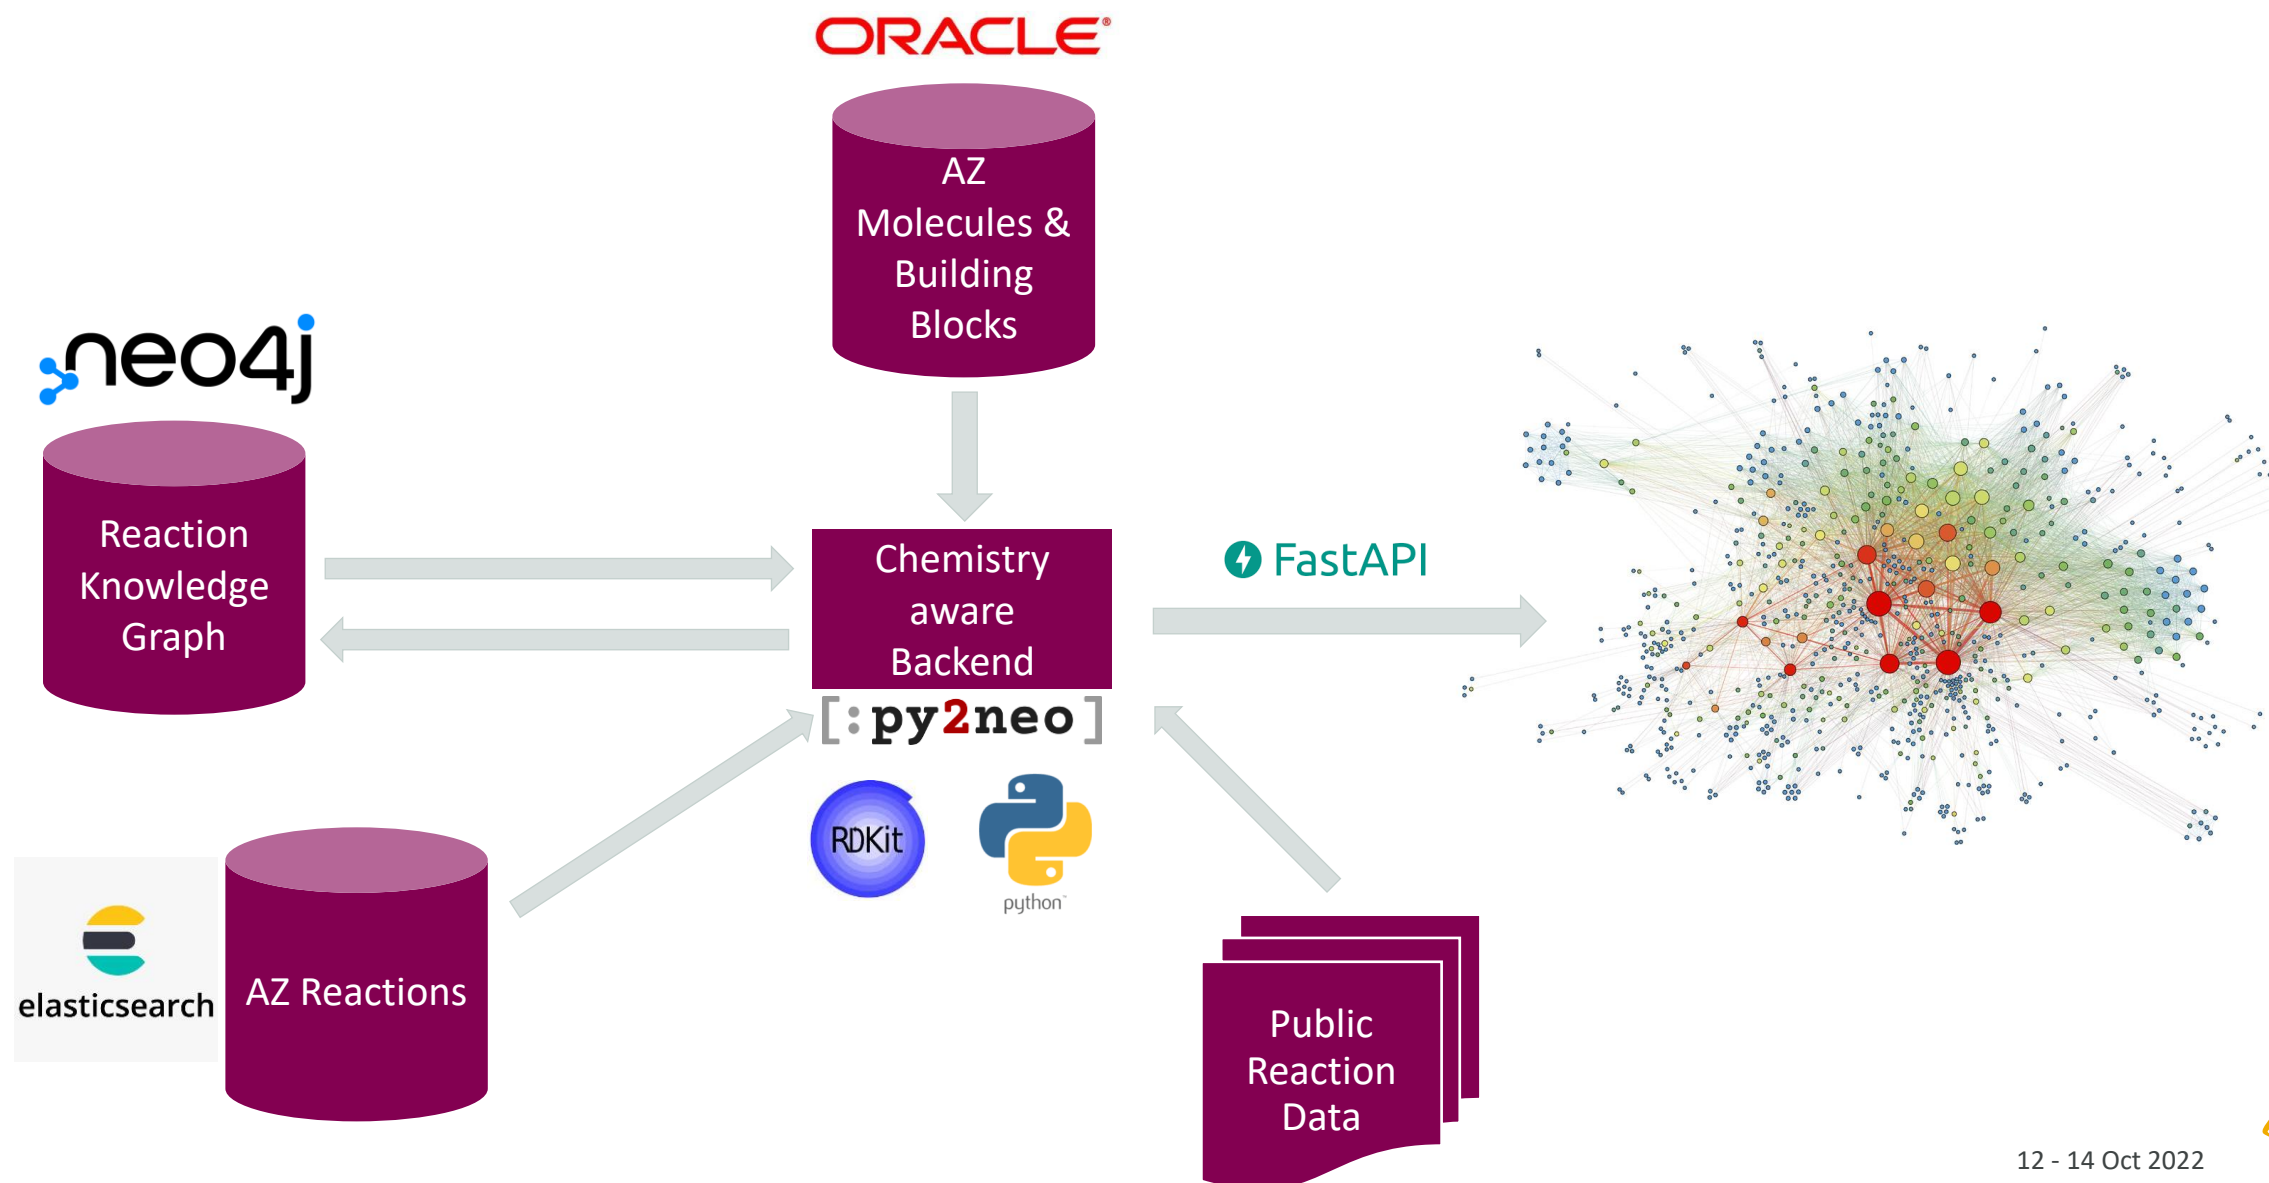 ORACLE®
AZ
Molecules &
Building
Blocks
neo4j
Reaction
Knowledge
Graph
Chemistry
aware
Backend
[:py2neo]
FastAPI
RDKit
python™
elasticsearch
AZ Reactions
Public
Reaction
Data
12 - 14 Oct 2022